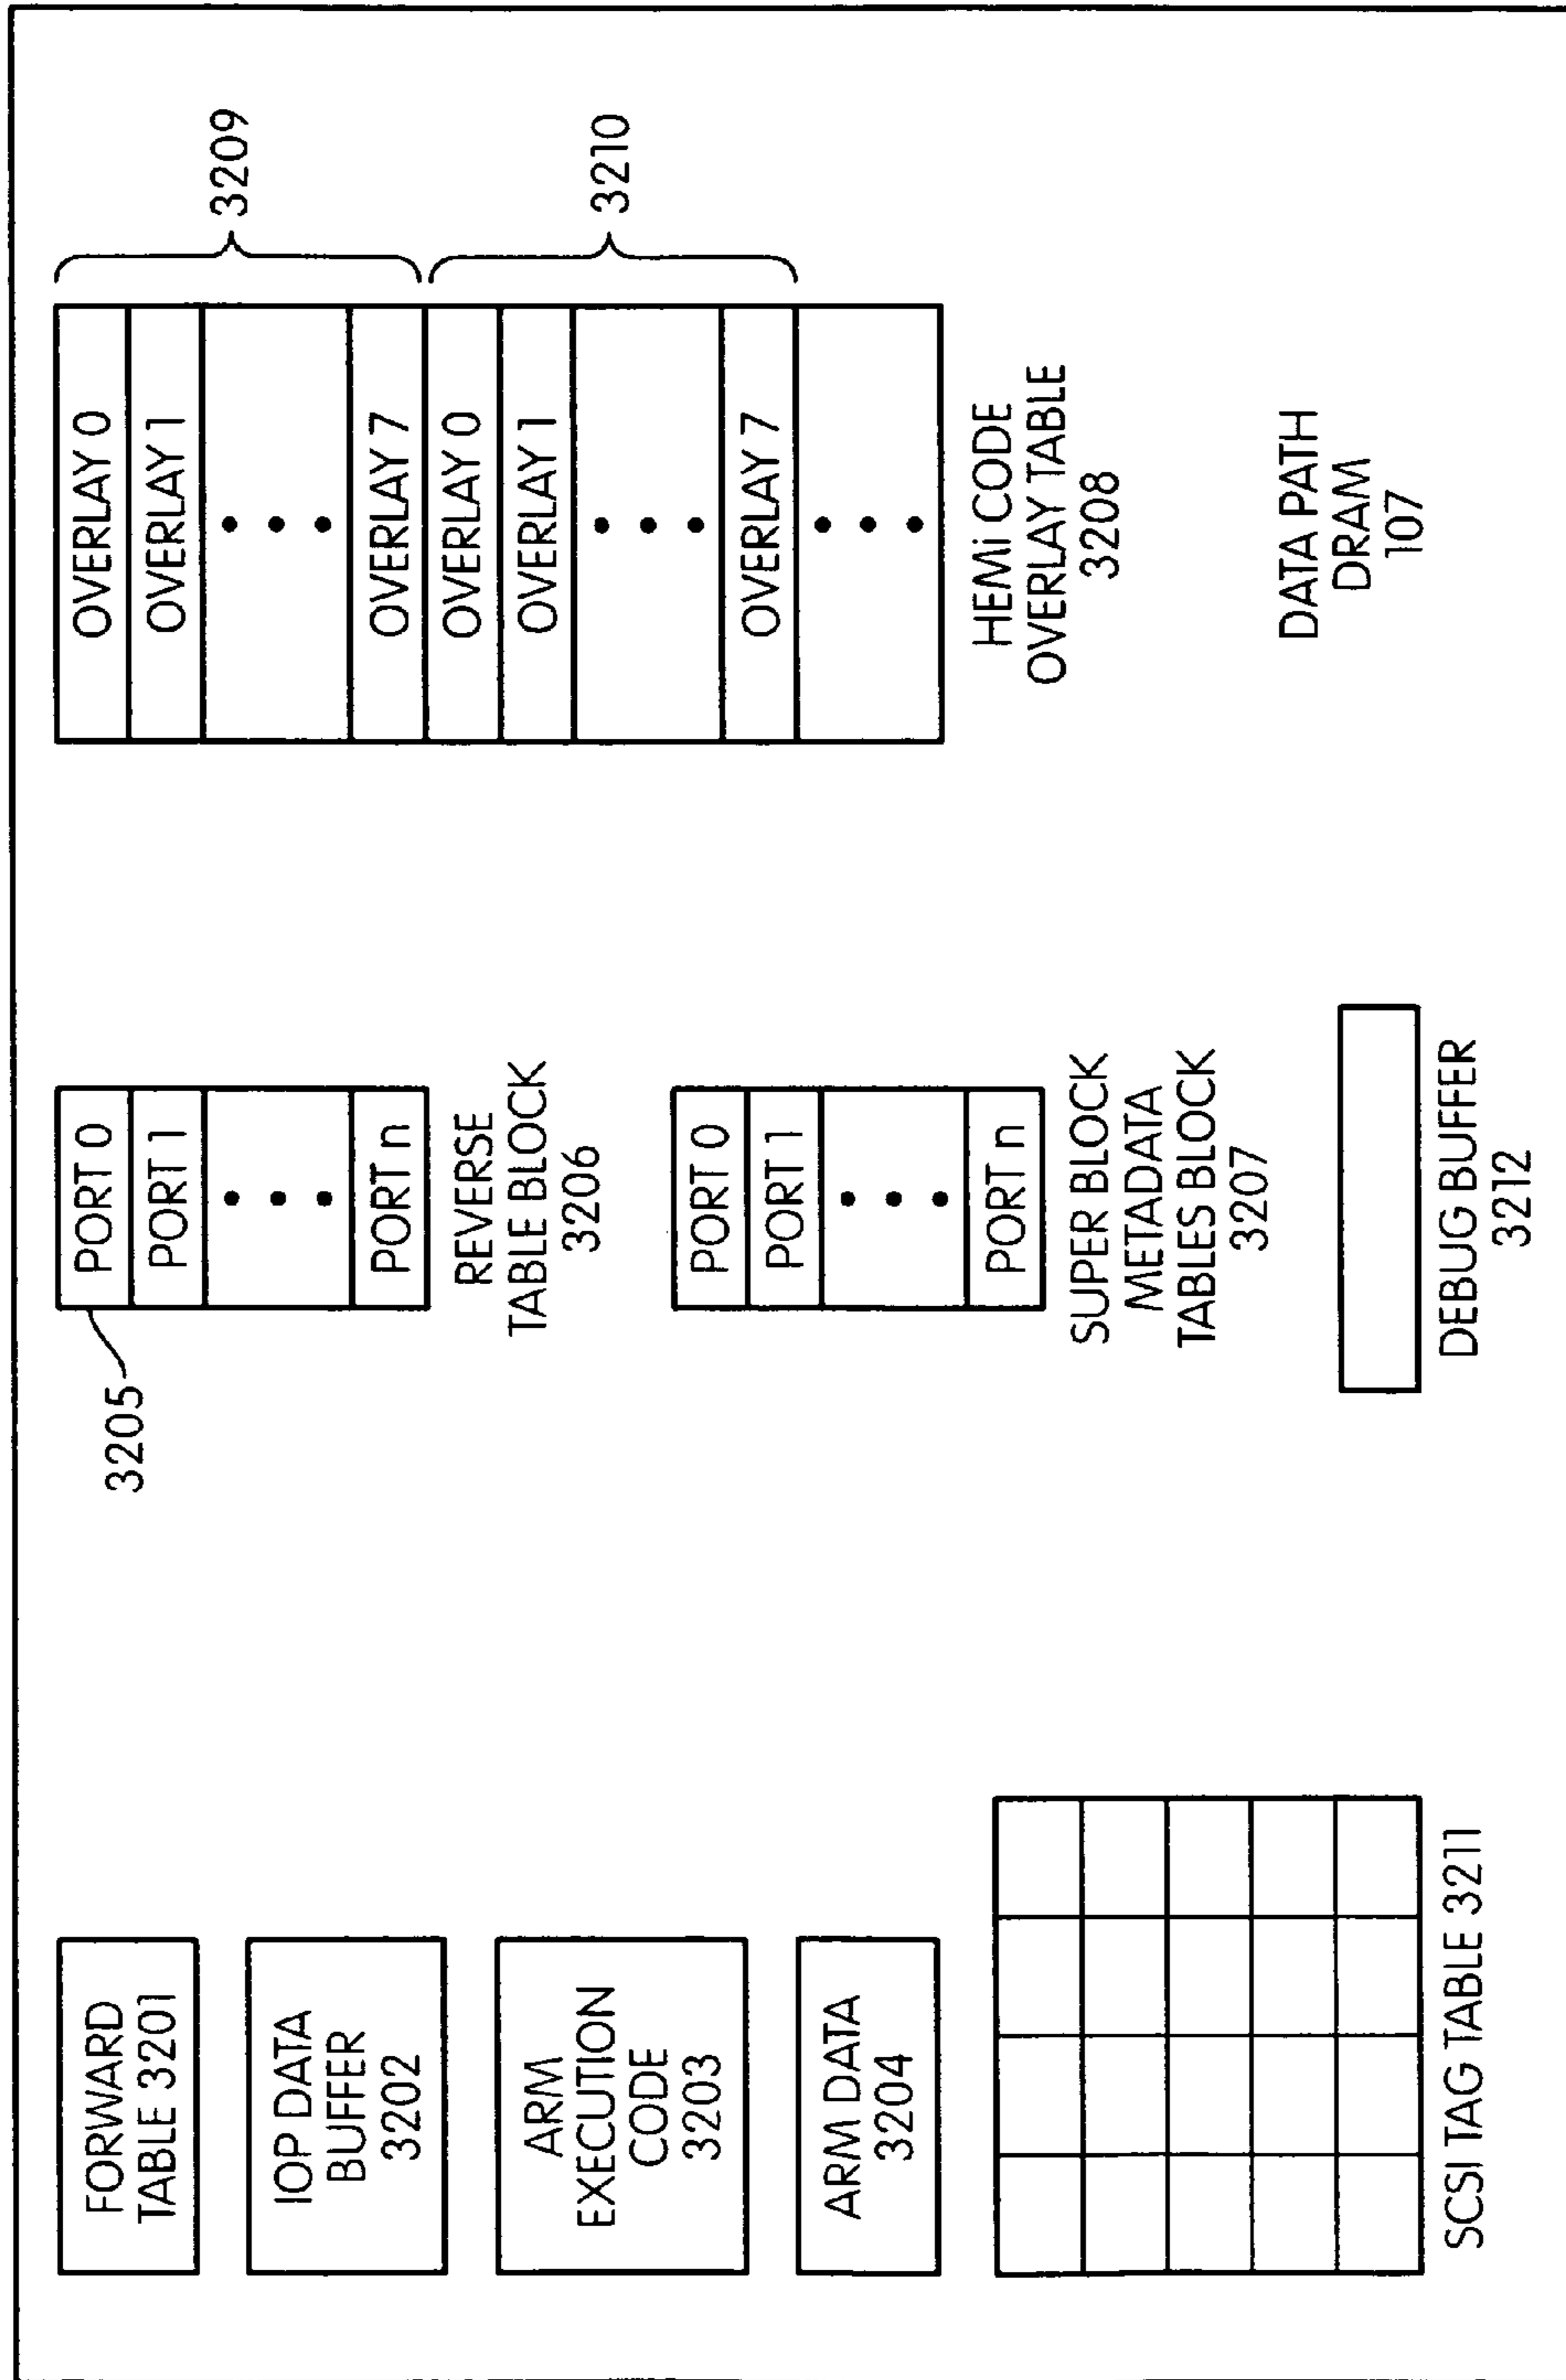 FORWARD
TABLE 3201
IOP DATA
BUFFER
3202
ARM
EXECUTION
CODE
3203
ARM DATA
3204
SCSI TAG TABLE 3211
3205
PORT 0
PORT 1
PORT n
REVERSE
TABLE BLOCK
3206
PORT 0
PORT 1
PORT n
SUPER BLOCK
METADATA
TABLES BLOCK
3207
DEBUG BUFFER
3212
OVERLAY 0
OVERLAY 1
OVERLAY 7
OVERLAY 0
OVERLAY 1
OVERLAY 7
3209
3210
HEMi CODE
OVERLAY TABLE
3208
DATA PATH
DRAM
107